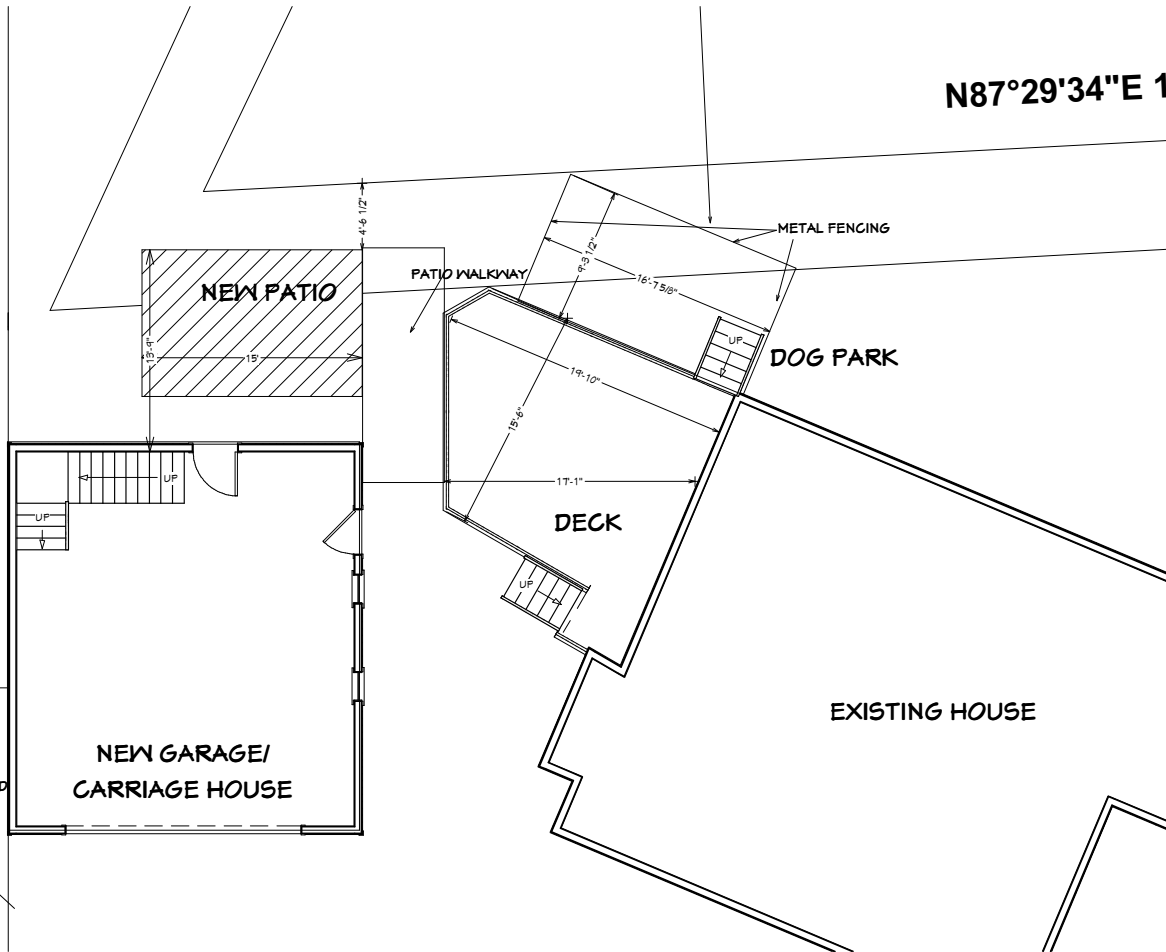 N87°29'34"E 1
4'-6 1/2"
METAL FENCING
9'-3 1/2"
PATIO WALKWAY
16'-7 5/8"
NEW PATIO
UP
13'-9"
15'
DOG PARK
19'-10"
15'-6"
UP
17'-1"
UP
DECK
UP
EXISTING HOUSE
NEW GARAGE/
CARRIAGE HOUSE
D